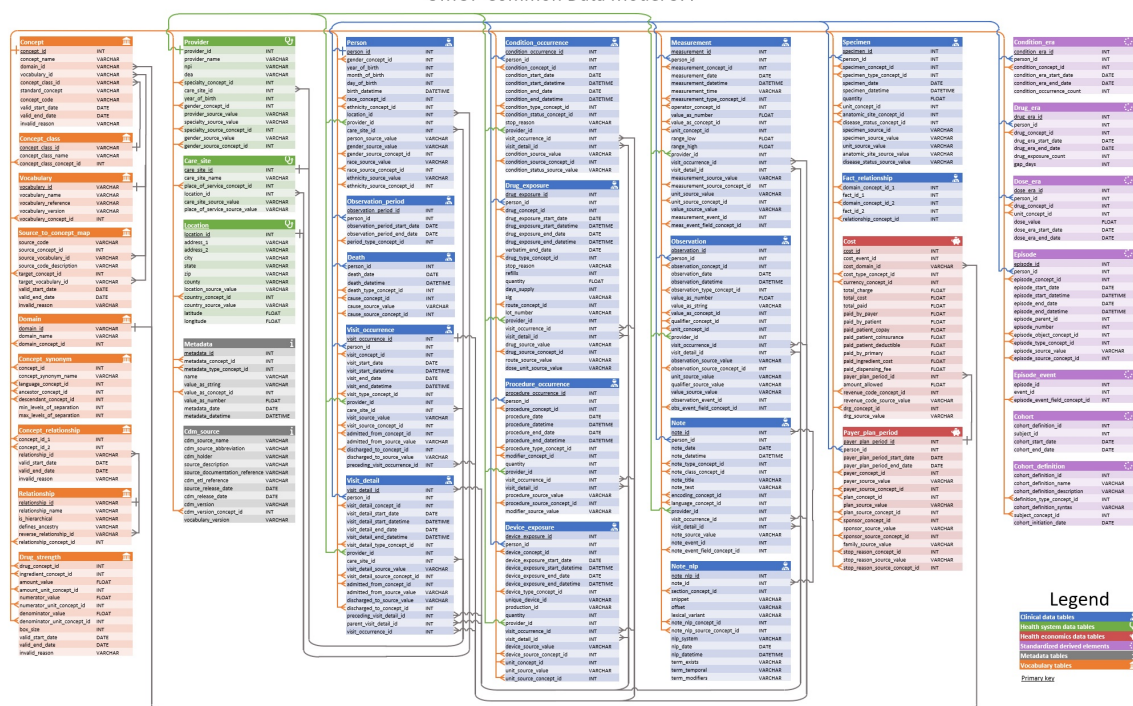 Common Data Model
Concept
concept_id INT
concept_name VARCHAR
domain_id VARCHAR
vocabulary_id VARCHAR
concept_class_id VARCHAR
standard_concept VARCHAR
concept_code VARCHAR
valid_start_date DATE
valid_end_date DATE
invalid_reason VARCHAR
Concept_class
concept_class_id VARCHAR
concept_class_name VARCHAR
concept_class_concept_id INT
Vocabulary
vocabulary_id VARCHAR
vocabulary_name VARCHAR
vocabulary_reference VARCHAR
vocabulary_version VARCHAR
vocabulary_concept_id INT
Source_to_concept_map
source_code VARCHAR
source_concept_id INT
source_vocabulary_id VARCHAR
source_code_description VARCHAR
target_concept_id INT
target_vocabulary_id VARCHAR
valid_start_date DATE
valid_end_date DATE
invalid_reason VARCHAR
Domain
domain_id VARCHAR
domain_name VARCHAR
domain_concept_id INT
Concept_synonym
concept_id INT
concept_synonym_name VARCHAR
language_concept_id INT
ancestor_concept_id INT
descendant_concept_id INT
min_levels_of_separation INT
max_levels_of_separation INT
Concept_relationship
concept_id_1 INT
concept_id_2 INT
relationship_id VARCHAR
valid_start_date DATE
valid_end_date DATE
invalid_reason VARCHAR
Relationship
relationship_id VARCHAR
relationship_name VARCHAR
is_hierarchical VARCHAR
defines_ancestry VARCHAR
reverse_relationship_id VARCHAR
relationship_concept_id INT
Drug_strength
drug_concept_id INT
ingredient_concept_id INT
amount_value FLOAT
amount_unit_concept_id INT
numerator_value FLOAT
numerator_unit_concept_id INT
denominator_value FLOAT
denominator_unit_concept_id INT
box_size INT
valid_start_date DATE
valid_end_date DATE
invalid_reason VARCHAR
Provider
provider_id INT
provider_name VARCHAR
npi VARCHAR
dea VARCHAR
specialty_concept_id INT
care_site_id INT
year_of_birth INT
gender_concept_id INT
provider_source_value VARCHAR
specialty_source_value VARCHAR
specialty_source_concept_id INT
gender_source_value VARCHAR
gender_source_concept_id INT
Care_site
care_site_id INT
care_site_name VARCHAR
place_of_service_concept_id INT
location_id INT
care_site_source_value VARCHAR
place_of_service_source_value VARCHAR
Location
location_id INT
address_1 VARCHAR
address_2 VARCHAR
city VARCHAR
state VARCHAR
zip VARCHAR
county VARCHAR
location_source_value VARCHAR
country_concept_id INT
country_source_value VARCHAR
latitude FLOAT
longitude FLOAT
Metadata
metadata_id INT
metadata_concept_id INT
metadata_type_concept_id INT
name VARCHAR
value_as_string VARCHAR
value_as_concept_id INT
value_as_number FLOAT
metadata_date DATE
metadata_datetime DATETIME
Cdm_source
cdm_source_name VARCHAR
cdm_source_abbreviation VARCHAR
cdm_holder VARCHAR
source_description VARCHAR
source_documentation_reference VARCHAR
cdm_etl_reference VARCHAR
source_release_date DATE
cdm_release_date DATE
cdm_version VARCHAR
cdm_version_concept_id INT
vocabulary_version VARCHAR
Person
person_id INT
gender_concept_id INT
year_of_birth INT
month_of_birth INT
day_of_birth INT
birth_datetime DATETIME
race_concept_id INT
ethnicity_concept_id INT
location_id INT
provider_id INT
care_site_id INT
person_source_value VARCHAR
gender_source_value VARCHAR
gender_source_concept_id INT
race_source_value VARCHAR
race_source_concept_id INT
ethnicity_source_value VARCHAR
ethnicity_source_concept_id INT
Observation_period
observation_period_id INT
person_id INT
observation_period_start_date DATE
observation_period_end_date DATE
period_type_concept_id INT
Death
person_id INT
death_date DATE
death_datetime DATETIME
death_type_concept_id INT
cause_concept_id INT
cause_source_value VARCHAR
cause_source_concept_id INT
Visit_occurrence
visit_occurrence_id INT
person_id INT
visit_concept_id INT
visit_start_date DATE
visit_start_datetime DATETIME
visit_end_date DATE
visit_end_datetime DATETIME
visit_type_concept_id INT
provider_id INT
care_site_id INT
visit_source_value VARCHAR
visit_source_concept_id INT
admitted_from_concept_id INT
admitted_from_source_value VARCHAR
discharged_to_concept_id INT
discharged_to_source_value VARCHAR
preceding_visit_occurrence_id INT
Visit_detail
visit_detail_id INT
person_id INT
visit_detail_concept_id INT
visit_detail_start_date DATE
visit_detail_start_datetime DATETIME
visit_detail_end_date DATE
visit_detail_end_datetime DATETIME
visit_detail_type_concept_id INT
provider_id INT
care_site_id INT
visit_detail_source_value VARCHAR
visit_detail_source_concept_id INT
admitted_from_concept_id INT
admitted_from_source_value VARCHAR
discharged_to_source_value VARCHAR
discharged_to_concept_id INT
preceding_visit_detail_id INT
parent_visit_detail_id INT
visit_occurrence_id INT
Condition_occurrence
condition_occurrence_id INT
person_id INT
condition_concept_id INT
condition_start_date DATE
condition_start_datetime DATETIME
condition_end_date DATE
condition_end_datetime DATETIME
condition_type_concept_id INT
condition_status_concept_id INT
stop_reason VARCHAR
provider_id INT
visit_occurrence_id INT
visit_detail_id INT
condition_source_value VARCHAR
condition_source_concept_id INT
condition_status_source_value VARCHAR
Drug_exposure
drug_exposure_id INT
person_id INT
drug_concept_id INT
drug_exposure_start_date DATE
drug_exposure_start_datetime DATETIME
drug_exposure_end_date DATE
drug_exposure_end_datetime DATETIME
verbatim_end_date DATE
drug_type_concept_id INT
stop_reason VARCHAR
refills INT
quantity FLOAT
days_supply INT
sig VARCHAR
route_concept_id INT
lot_number VARCHAR
provider_id INT
visit_occurrence_id INT
visit_detail_id INT
drug_source_value VARCHAR
drug_source_concept_id INT
route_source_value VARCHAR
dose_unit_source_value VARCHAR
Procedure_occurrence
procedure_occurrence_id INT
person_id INT
procedure_concept_id INT
procedure_date DATE
procedure_datetime DATETIME
procedure_end_date DATE
procedure_end_datetime DATETIME
procedure_type_concept_id INT
modifier_concept_id INT
quantity INT
provider_id INT
visit_occurrence_id INT
visit_detail_id INT
procedure_source_value VARCHAR
procedure_source_concept_id INT
modifier_source_value VARCHAR
Device_exposure
device_exposure_id INT
person_id INT
device_concept_id INT
device_exposure_start_date DATE
device_exposure_start_datetime DATETIME
device_exposure_end_date DATE
device_exposure_end_datetime DATETIME
device_type_concept_id INT
unique_device_id VARCHAR
production_id VARCHAR
quantity INT
provider_id INT
visit_occurrence_id INT
visit_detail_id INT
device_source_value VARCHAR
device_source_concept_id INT
unit_concept_id INT
unit_source_value VARCHAR
unit_source_concept_id INT
Measurement
measurement_id INT
person_id INT
measurement_concept_id INT
measurement_date DATE
measurement_datetime DATETIME
measurement_time VARCHAR
measurement_type_concept_id INT
operator_concept_id INT
value_as_number FLOAT
value_as_concept_id INT
unit_concept_id INT
range_low FLOAT
range_high FLOAT
provider_id INT
visit_occurrence_id INT
visit_detail_id INT
measurement_source_value VARCHAR
measurement_source_concept_id INT
unit_source_value VARCHAR
unit_source_concept_id INT
value_source_value VARCHAR
measurement_event_id INT
meas_event_field_concept_id INT
Observation
observation_id INT
person_id INT
observation_concept_id INT
observation_date DATE
observation_datetime DATETIME
observation_type_concept_id INT
value_as_number FLOAT
value_as_string VARCHAR
value_as_concept_id INT
qualifier_concept_id INT
unit_concept_id INT
provider_id INT
visit_occurrence_id INT
visit_detail_id INT
observation_source_value VARCHAR
observation_source_concept_id INT
unit_source_value VARCHAR
qualifier_source_value VARCHAR
value_source_value VARCHAR
observation_event_id INT
obs_event_field_concept_id INT
Note
note_id INT
person_id INT
note_date DATE
note_datetime DATETIME
note_type_concept_id INT
note_class_concept_id INT
note_title VARCHAR
note_text VARCHAR
encoding_concept_id INT
language_concept_id INT
provider_id INT
visit_occurrence_id INT
visit_detail_id INT
note_source_value VARCHAR
note_event_id INT
note_event_field_concept_id INT
Note_nlp
note_nlp_id INT
note_id INT
section_concept_id INT
snippet VARCHAR
offset VARCHAR
lexical_variant VARCHAR
note_nlp_concept_id INT
note_nlp_source_concept_id INT
nlp_system VARCHAR
nlp_date DATE
nlp_datetime DATETIME
term_exists VARCHAR
term_temporal VARCHAR
term_modifiers VARCHAR
Specimen
specimen_id INT
person_id INT
specimen_concept_id INT
specimen_type_concept_id INT
specimen_date DATE
specimen_datetime DATETIME
quantity FLOAT
unit_concept_id INT
anatomic_site_concept_id INT
disease_status_concept_id INT
specimen_source_id VARCHAR
specimen_source_value VARCHAR
unit_source_value VARCHAR
anatomic_site_source_value VARCHAR
disease_status_source_value VARCHAR
Fact_relationship
domain_concept_id_1 INT
fact_id_1 INT
domain_concept_id_2 INT
fact_id_2 INT
relationship_concept_id INT
Cost
cost_id INT
cost_event_id INT
cost_domain_id VARCHAR
cost_type_concept_id INT
currency_concept_id INT
total_charge FLOAT
total_cost FLOAT
total_paid FLOAT
paid_by_payer FLOAT
paid_by_patient FLOAT
paid_patient_copay FLOAT
paid_patient_coinsurance FLOAT
paid_patient_deductible FLOAT
paid_by_primary FLOAT
paid_ingredient_cost FLOAT
paid_dispensing_fee FLOAT
payer_plan_period_id INT
amount_allowed FLOAT
revenue_code_concept_id INT
revenue_code_source_value VARCHAR
drg_concept_id INT
drg_source_value VARCHAR
Payer_plan_period
payer_plan_period_id INT
person_id INT
payer_plan_period_start_date DATE
payer_plan_period_end_date DATE
payer_concept_id INT
payer_source_value VARCHAR
payer_source_concept_id INT
plan_concept_id INT
plan_source_value VARCHAR
plan_source_concept_id INT
sponsor_concept_id INT
sponsor_source_value VARCHAR
sponsor_source_concept_id INT
family_source_value VARCHAR
stop_reason_concept_id INT
stop_reason_source_value VARCHAR
stop_reason_source_concept_id INT
Condition_era
condition_era_id INT
person_id INT
condition_concept_id INT
condition_era_start_date DATE
condition_era_end_date DATE
condition_occurrence_count INT
Drug_era
drug_era_id INT
person_id INT
drug_concept_id INT
drug_era_start_date DATE
drug_era_end_date DATE
drug_exposure_count INT
gap_days INT
Dose_era
dose_era_id INT
person_id INT
drug_concept_id INT
unit_concept_id INT
dose_value FLOAT
dose_era_start_date DATE
dose_era_end_date DATE
Episode
episode_id INT
person_id INT
episode_concept_id INT
episode_start_date DATE
episode_start_datetime DATETIME
episode_end_date DATE
episode_end_datetime DATETIME
episode_parent_id INT
episode_number INT
episode_object_concept_id INT
episode_type_concept_id INT
episode_source_value VARCHAR
episode_source_concept_id INT
Episode_event
episode_id INT
event_id INT
episode_event_field_concept_id INT
Cohort
cohort_definition_id INT
subject_id INT
cohort_start_date DATE
cohort_end_date DATE
Cohort_definition
cohort_definition_id INT
cohort_definition_name VARCHAR
cohort_definition_description VARCHAR
definition_type_concept_id INT
cohort_definition_syntax VARCHAR
subject_concept_id INT
cohort_initiation_date DATE
Legend
Clinical data tables
Health system data tables
Health economics data tables
Standardized derived elements
Metadata tables
Vocabulary tables
Primary key